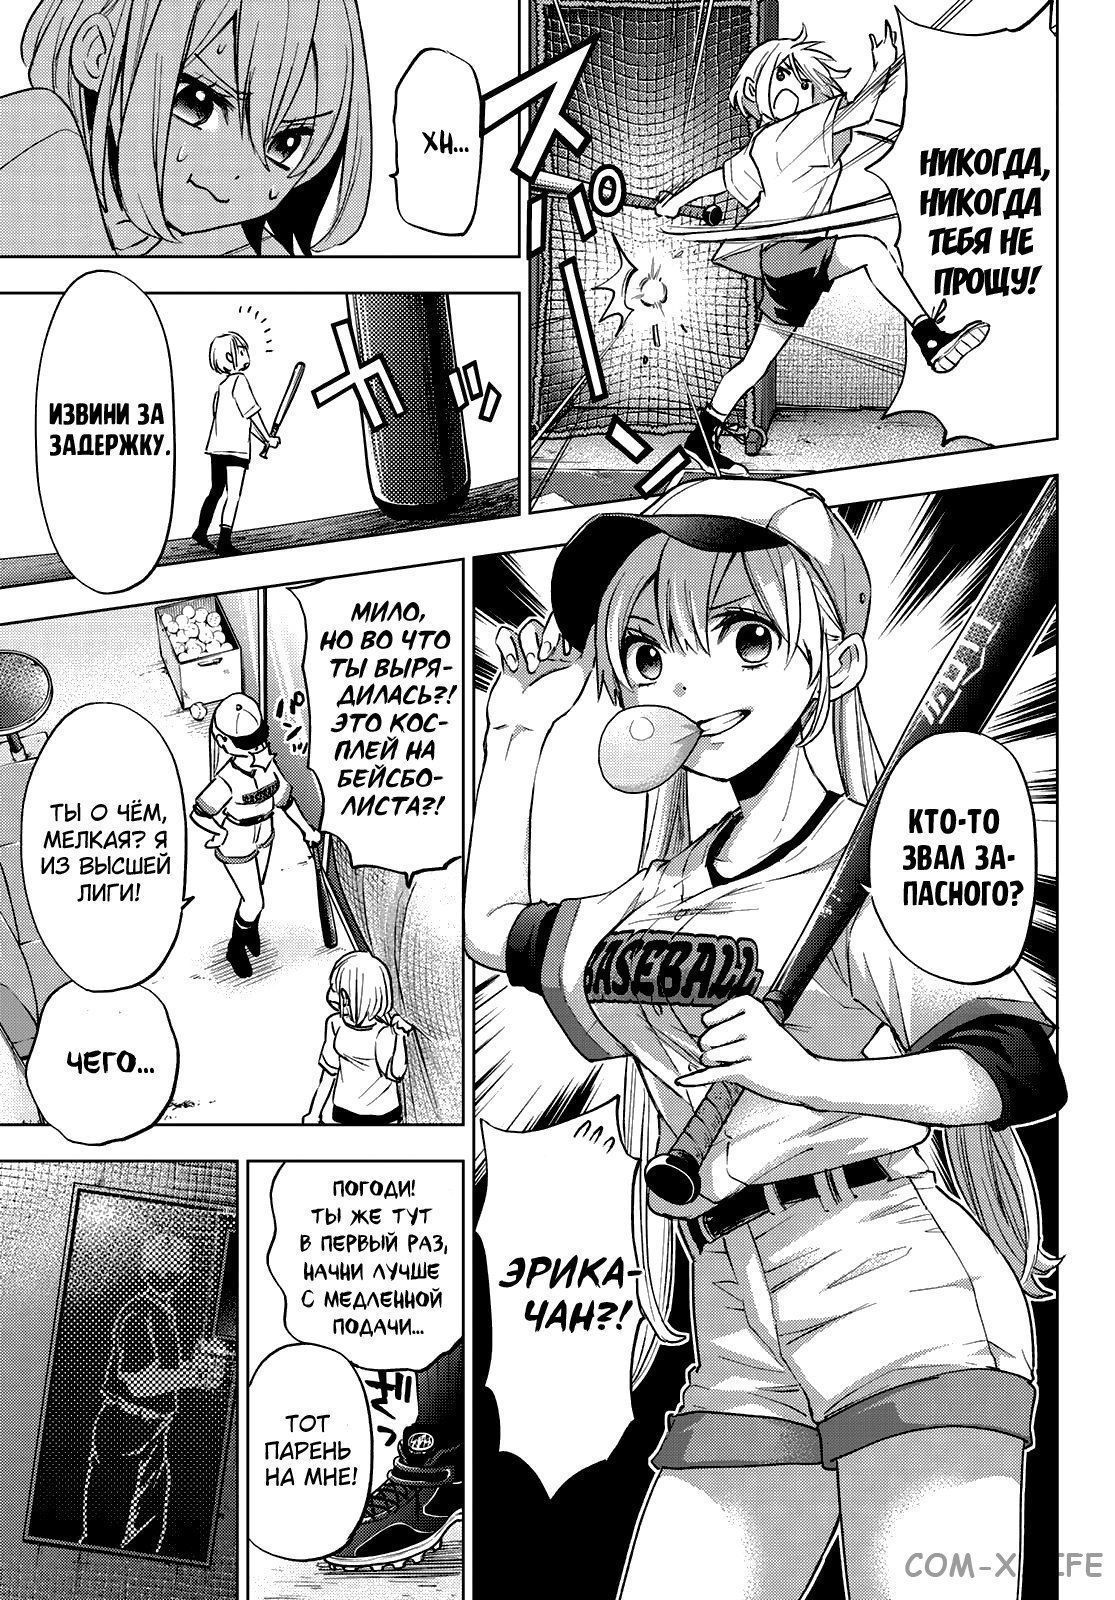 НИКОГДА,
НИКОГДА
ТЕБЯ НЕ
ПРОЩУ!
ХН...
ИЗВИНИ ЗА
ЗАДЕРЖКУ.
КТО-ТО
ЗВАЛ ЗА-
ПАСНОГО?
BASEBALL
ЭРИКА-
ЧАН?!
МИЛО,
НО ВО ЧТО
ТЫ ВЫРЯ-
ДИЛАСЬ?!
ЭТО КОС-
ПЛЕЙ НА
БЕЙСБО-
ЛИСТА?!
ТЫ О ЧЁМ,
МЕЛКАЯ? Я
ИЗ ВЫСШЕЙ
ЛИГИ!
ЧЕГО...
ПОГОДИ!
ТЫ ЖЕ ТУТ
В ПЕРВЫЙ РАЗ,
НАЧНИ ЛУЧШЕ
С МЕДЛЕННОЙ
ПОДАЧИ...
ТОТ
ПАРЕНЬ
НА МНЕ!